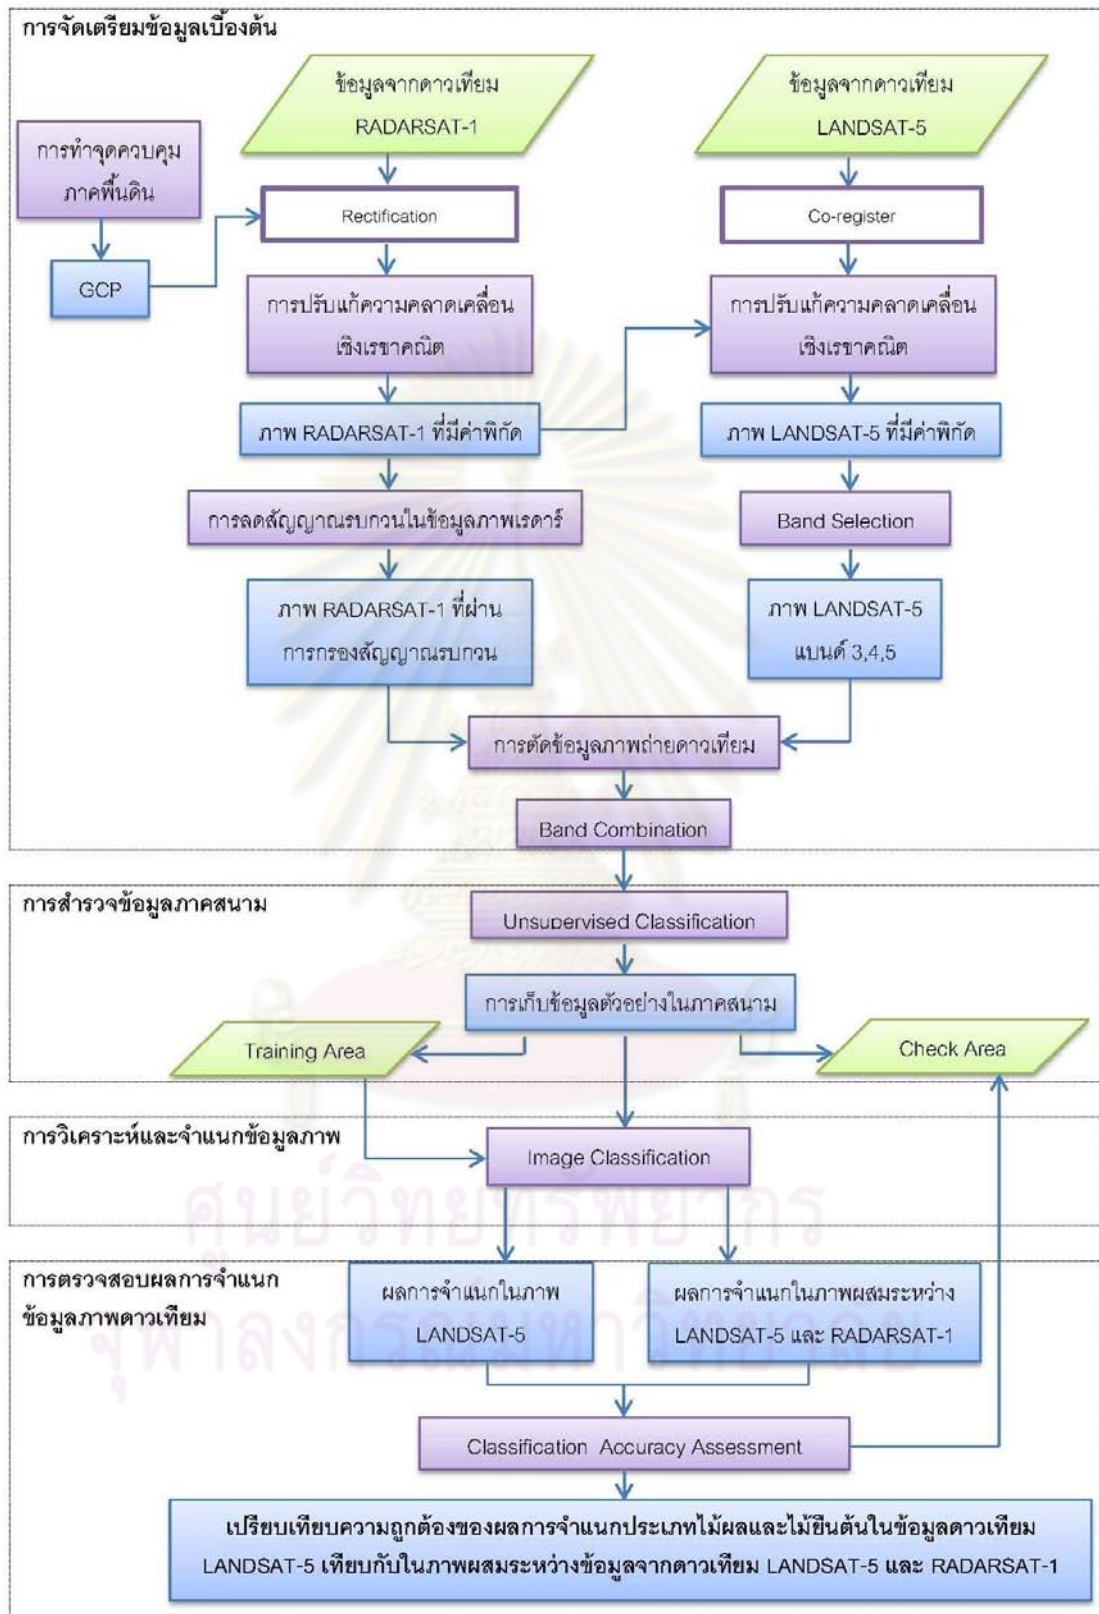 การจัดเตรียมข้อมูลเบื้องต้น
ข้อมูลจากดาวเทียม
RADARSAT-1
ข้อมูลจากดาวเทียม
LANDSAT-5
การทำจุดควบคุม
ภาคพื้นดิน
Rectification
Co-register
GCP
การปรับแก้ความคลาดเคลื่อน
เชิงเรขาคณิต
การปรับแก้ความคลาดเคลื่อน
เชิงเรขาคณิต
ภาพ RADARSAT-1 ที่มีค่าพิกัด
ภาพ LANDSAT-5 ที่มีค่าพิกัด
การลดสัญญาณรบกวนในข้อมูลภาพเรดาร์
Band Selection
ภาพ RADARSAT-1 ที่ผ่าน
การกรองสัญญาณรบกวน
ภาพ LANDSAT-5
แบนด์ 3,4,5
การตัดข้อมูลภาพถ่ายดาวเทียม
Band Combination
การสำรวจข้อมูลภาคสนาม
Unsupervised Classification
การเก็บข้อมูลตัวอย่างในภาคสนาม
Training Area
Check Area
การวิเคราะห์และจำแนกข้อมูลภาพ
Image Classification
ศูนย์วิทยทรัพยากร
การตรวจสอบผลการจำแนก
ข้อมูลภาพดาวเทียม
ผลการจำแนกในภาพ
LANDSAT-5
ผลการจำแนกในภาพผสมระหว่าง
LANDSAT-5 และ RADARSAT-1
จุฬาลงกรณ์มหาวิทยาลัย
Classification Accuracy Assessment
เปรียบเทียบความถูกต้องของผลการจำแนกประเภทไม้ผลและไม้ยืนต้นในข้อมูลดาวเทียม
LANDSAT-5 เทียบกับในภาพผสมระหว่างข้อมูลจากดาวเทียม LANDSAT-5 และ RADARSAT-1